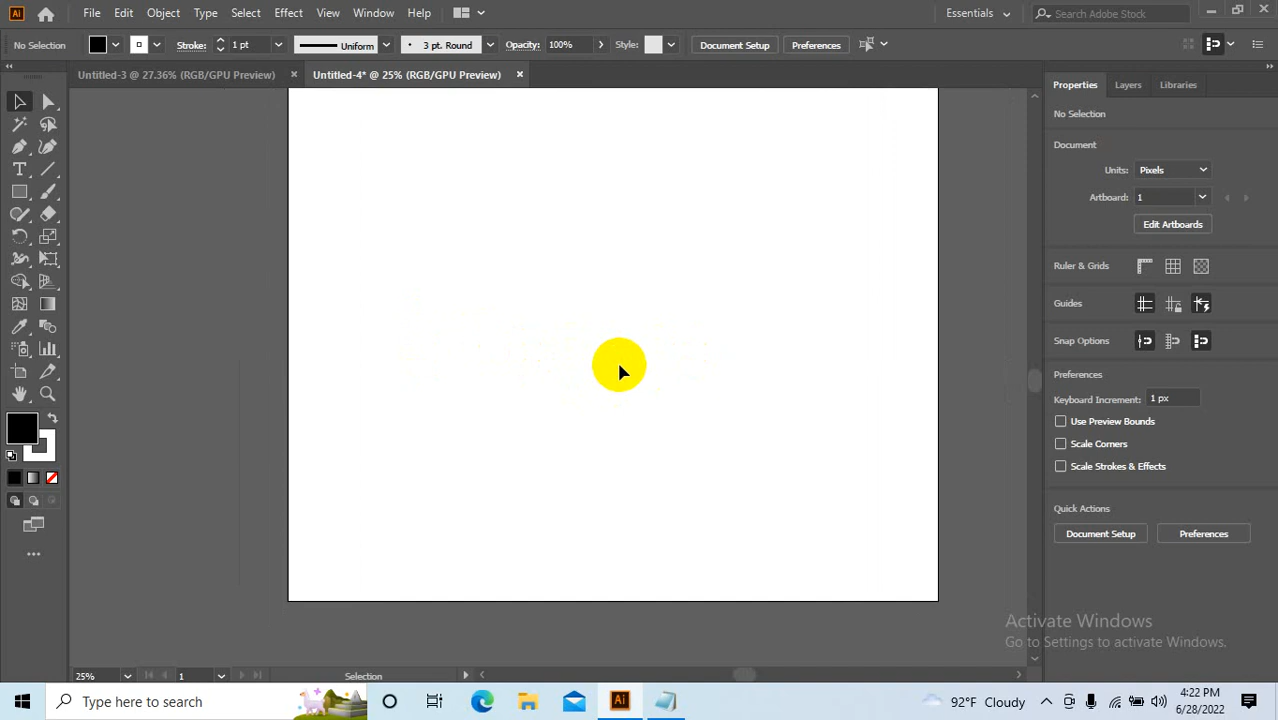 Ai File Edit Object Type Select Effect View Window Help Essentials Search Adobe Stock
No Selection Stroke: 1 pt Uniform 3 pt. Round Opacity: 100% Style: Document Setup Preferences
Untitled-3 @ 27.36% (RGB/GPU Preview) Untitled-4* @ 25% (RGB/GPU Preview)
Properties Layers Libraries
No Selection
Document
Units: Pixels
Artboard: 1
Edit Artboards
Ruler & Grids
Guides
Snap Options
Preferences
Keyboard Increment: 1 px
Use Preview Bounds
Scale Corners
Scale Strokes & Effects
Quick Actions
Document Setup Preferences
Activate Windows
Go to Settings to activate Windows.
25% 1 Selection
Type here to search Ai 92°F Cloudy 4:22 PM
6/28/2022